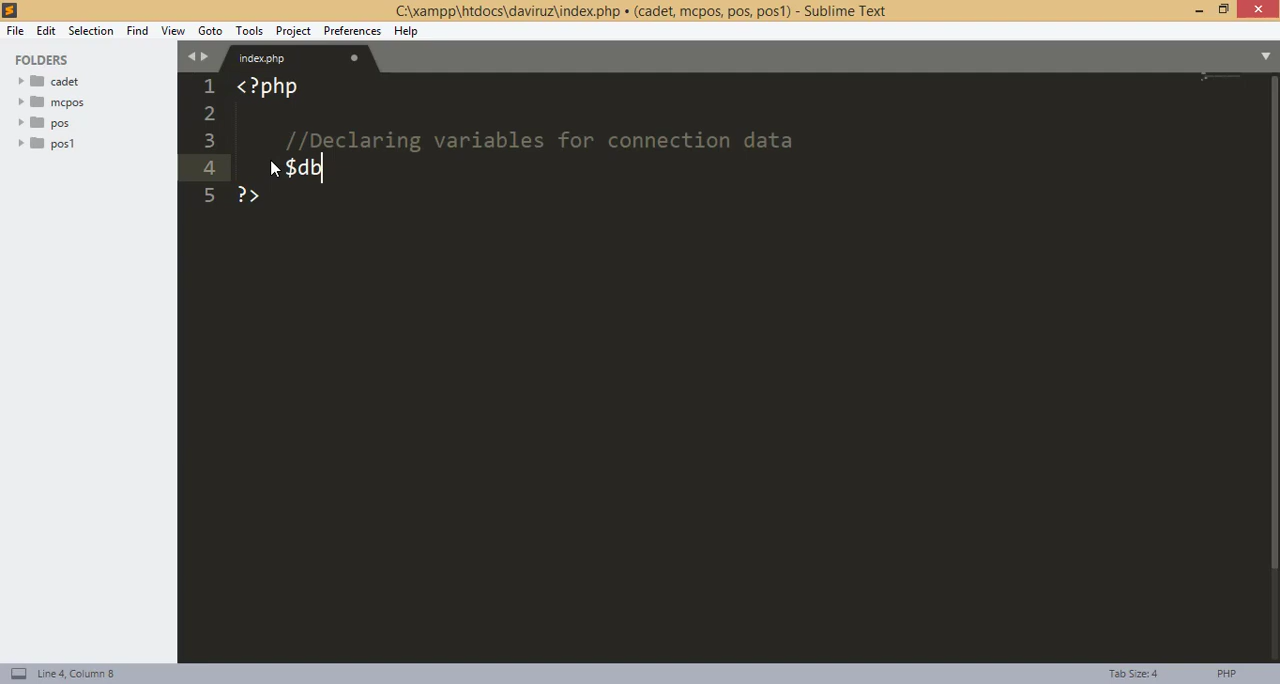 C:\xampp\htdocs\daviruz\index.php • (cadet, mcpos, pos, pos1) - Sublime Text
File Edit Selection Find View Goto Tools Project Preferences Help
FOLDERS
cadet
mcpos
pos
pos1
index.php
1 <?php
2
3 //Declaring variables for connection data
4 $db
5 ?>
Line 4, Column 8
Tab Size: 4
PHP